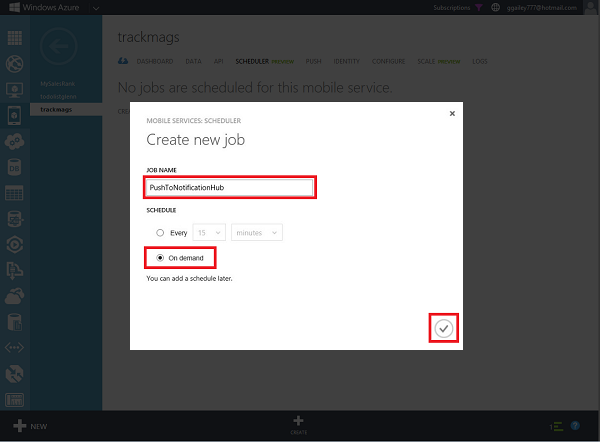 Windows Azure
Subscriptions
ggailey777@hotmail.com
trackmags
DASHBOARD DATA API SCHEDULER PREVIEW PUSH IDENTITY CONFIGURE SCALE PREVIEW LOGS
No jobs are scheduled for this mobile service.
trackmags
MOBILE SERVICES: SCHEDULER
Create new job
JOB NAME
PushToNotificationHub
SCHEDULE
Every 15 minutes
On demand
You can add a schedule later.
NEW
CREATE
1
?